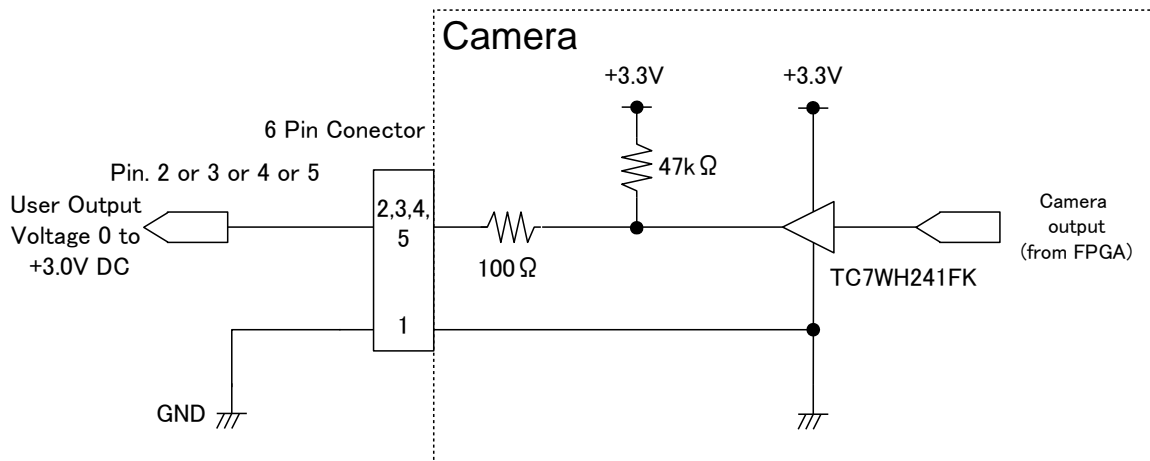 Camera
+3.3V
+3.3V
6 Pin Conector
47kΩ
Pin. 2 or 3 or 4 or 5
User Output
Voltage 0 to
+3.0V DC
2,3,4,
5
100Ω
Camera
output
(from FPGA)
TC7WH241FK
1
GND